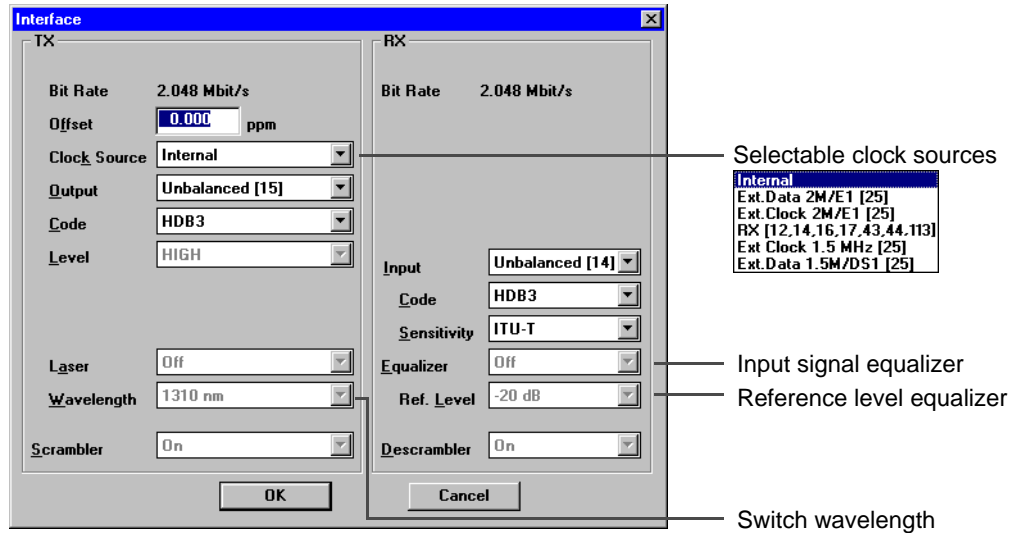 Interface
TX
Bit Rate 2.048 Mbit/s
Offset 0.000 ppm
Clock Source Internal
Output Unbalanced [15]
Code HDB3
Level HIGH
Laser Off
Wavelength 1310 nm
Scrambler On
RX
Bit Rate 2.048 Mbit/s
Input Unbalanced [14]
Code HDB3
Sensitivity ITU-T
Equalizer Off
Ref. Level -20 dB
Descrambler On
OK
Cancel
Selectable clock sources
Internal
Ext.Data 2M/E1 [25]
Ext.Clock 2M/E1 [25]
RX [12,14,16,17,43,44,113]
Ext Clock 1.5 MHz [25]
Ext.Data 1.5M/DS1 [25]
Input signal equalizer
Reference level equalizer
Switch wavelength